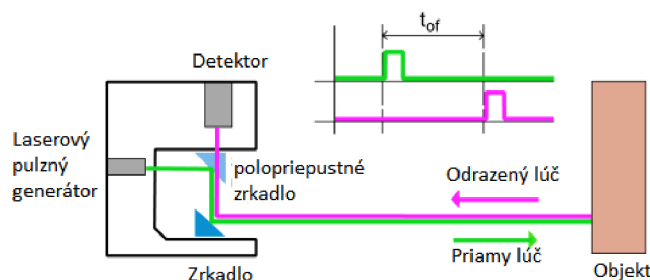 t_of
Detektor
Laserový
pulzný
generátor
polopriepustné
zrkadlo
Odrazený lúč
Priamy lúč
Zrkadlo
Objekt